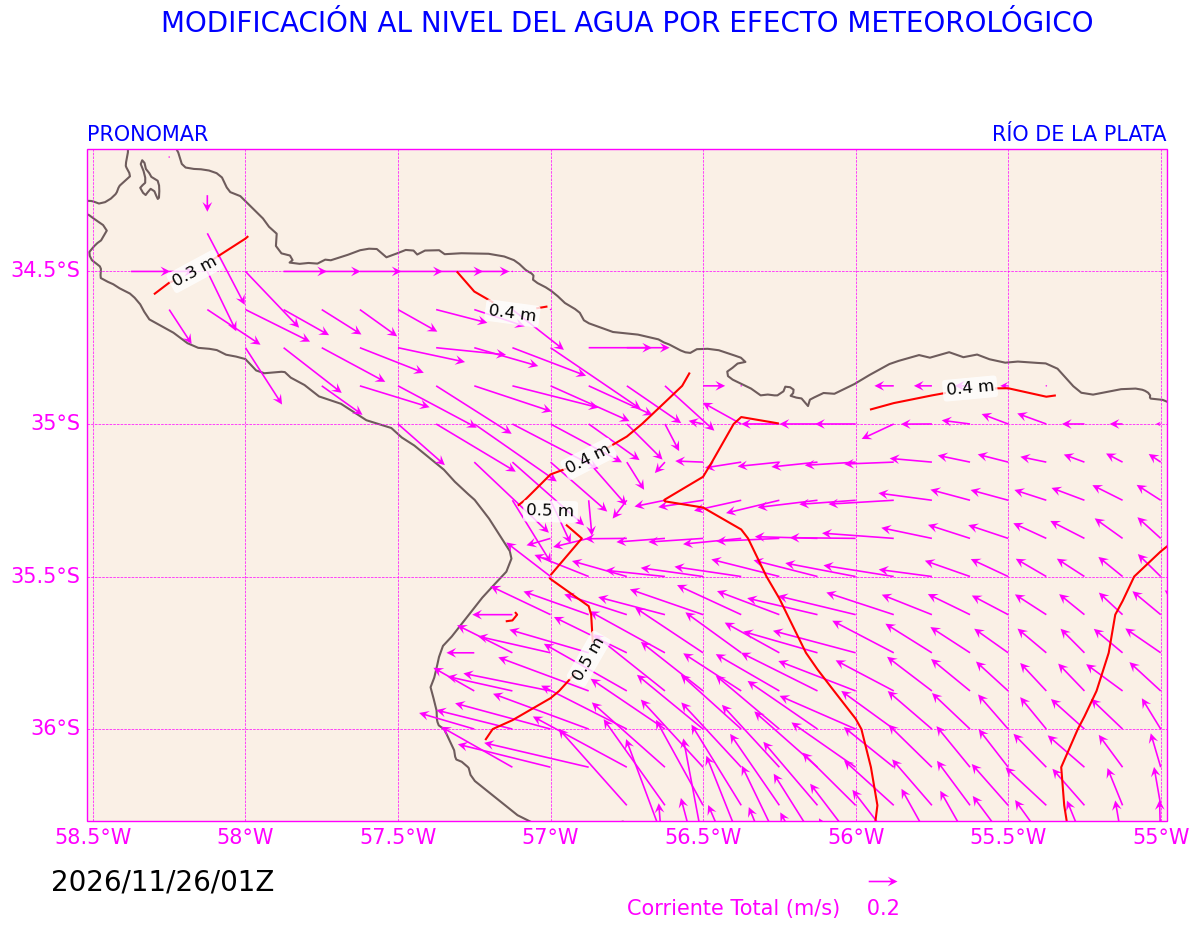 MODIFICACIÓN AL NIVEL DEL AGUA POR EFECTO METEOROLÓGICO
PRONOMAR RÍO DE LA PLATA
0.3 m
34.5°S
0.4 m
0.4 m
35°S
0.4 m
0.5 m
35.5°S
0.5 m
36°S
58.5°W 58°W 57.5°W 57°W 56.5°W 56°W 55.5°W 55°W
2026/11/26/01Z
Corriente Total (m/s) 0.2